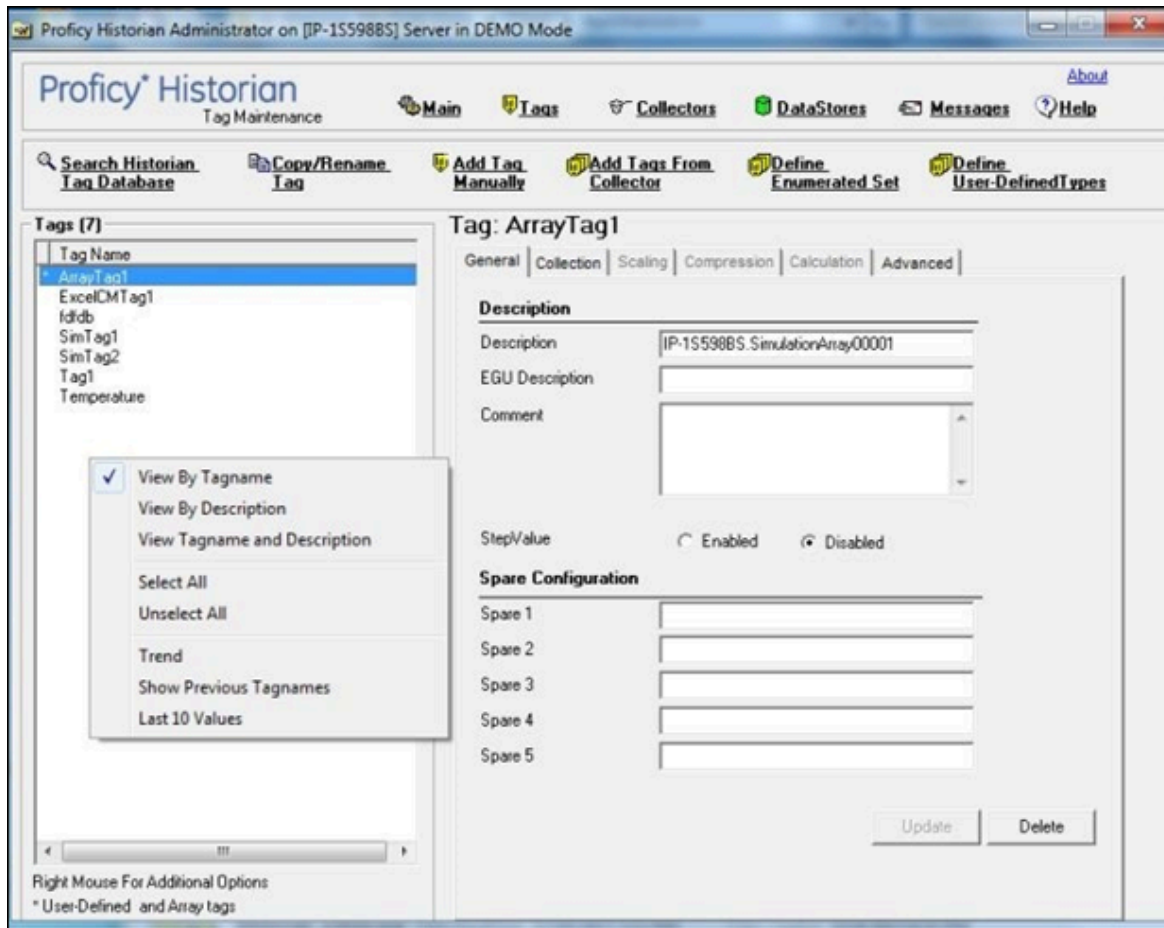 Proficy Historian Administrator on [IP-1S598BS] Server in DEMO Mode
About
Proficy* Historian
Tag Maintenance
Main Tags Collectors DataStores Messages Help
Search Historian Tag Database
Copy/Rename Tag
Add Tag Manually
Add Tags From Collector
Define Enumerated Set
Define User-DefinedTypes
Tags (7)
Tag Name
* ArrayTag1
ExcelCMTag1
fdfdb
SimTag1
SimTag2
Tag1
Temperature
View By Tagname
View By Description
View Tagname and Description
Select All
Unselect All
Trend
Show Previous Tagnames
Last 10 Values
Right Mouse For Additional Options
* User-Defined and Array tags
Tag: ArrayTag1
General Collection Scaling Compression Calculation Advanced
Description
Description IP-1S598BS.SimulationArray00001
EGU Description
Comment
StepValue Enabled Disabled
Spare Configuration
Spare 1
Spare 2
Spare 3
Spare 4
Spare 5
Update Delete